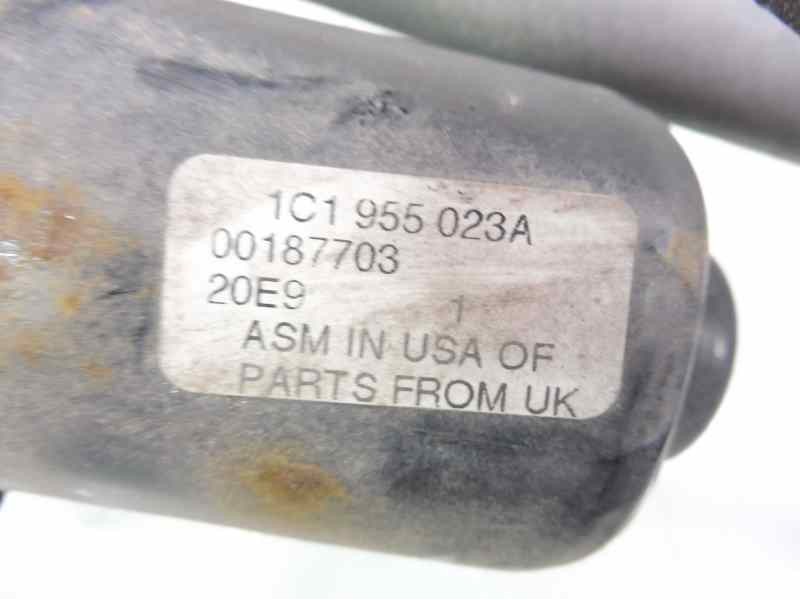 1C1 955 023A
00187703
20E9 1
ASM IN USA OF
PARTS FROM UK